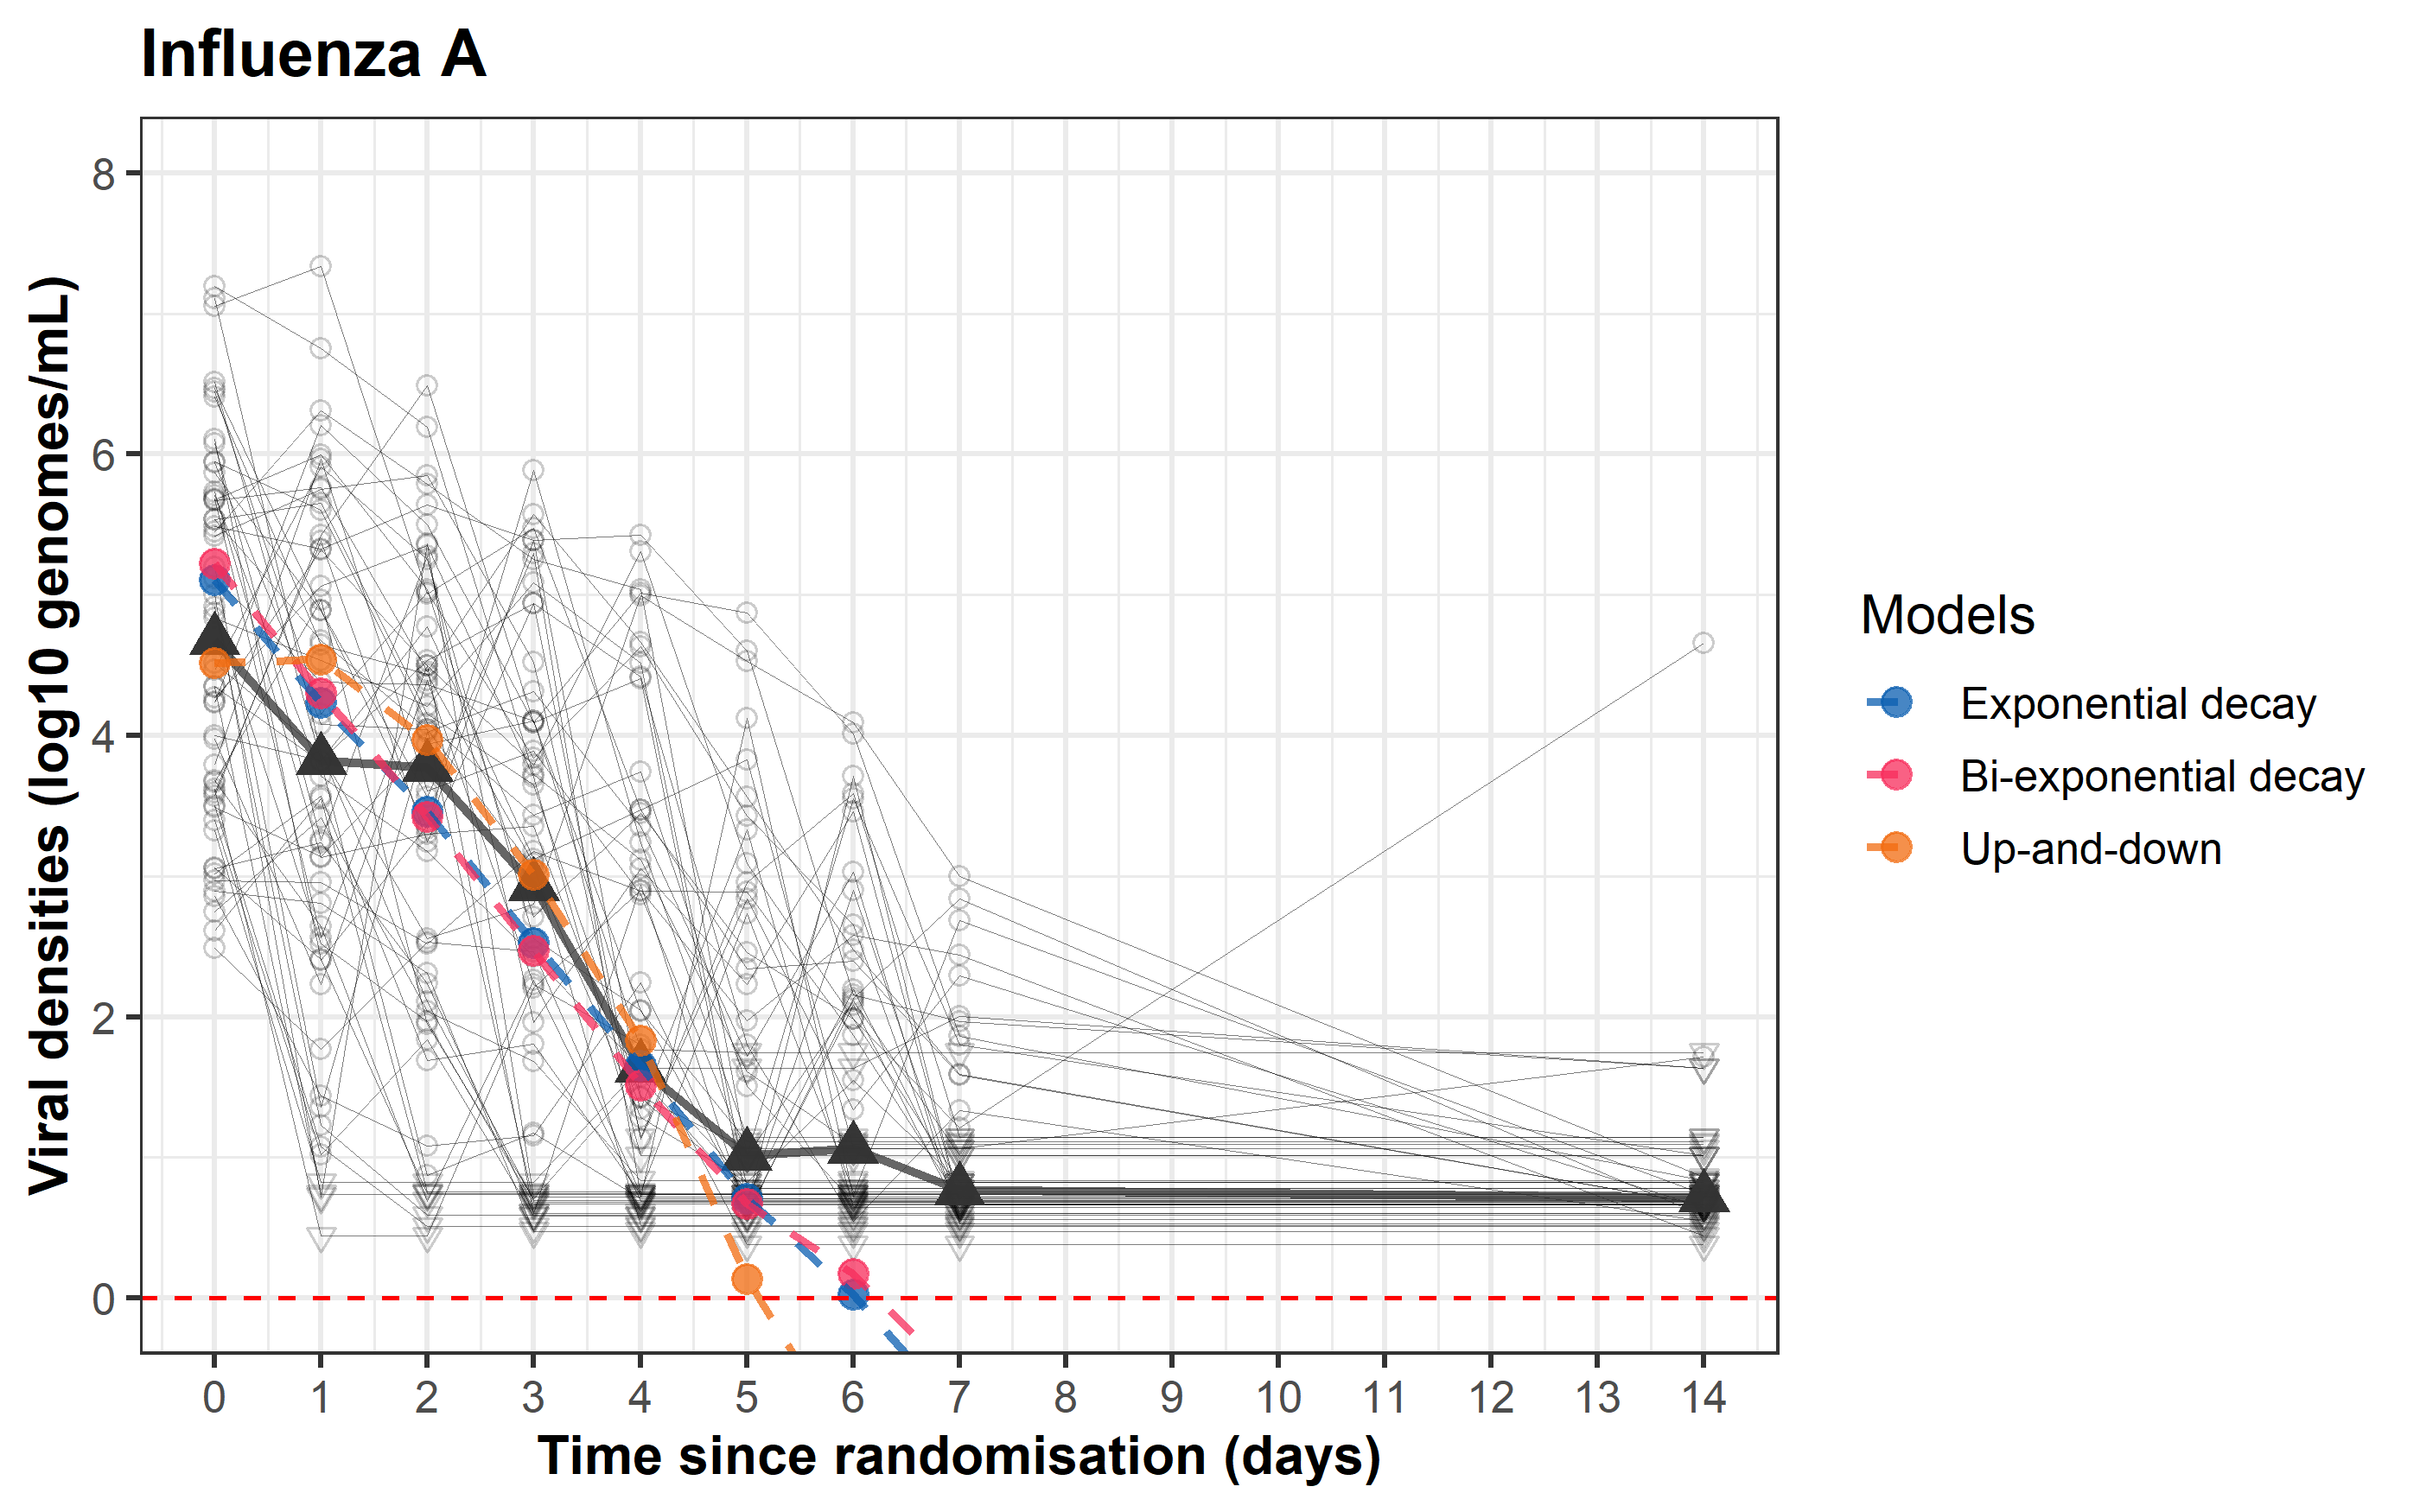 Influenza A
Viral densities (log10 genomes/mL)
8
6
4
2
0
0 1 2 3 4 5 6 7 8 9 10 11 12 13 14
Time since randomisation (days)
Models
Exponential decay
Bi-exponential decay
Up-and-down